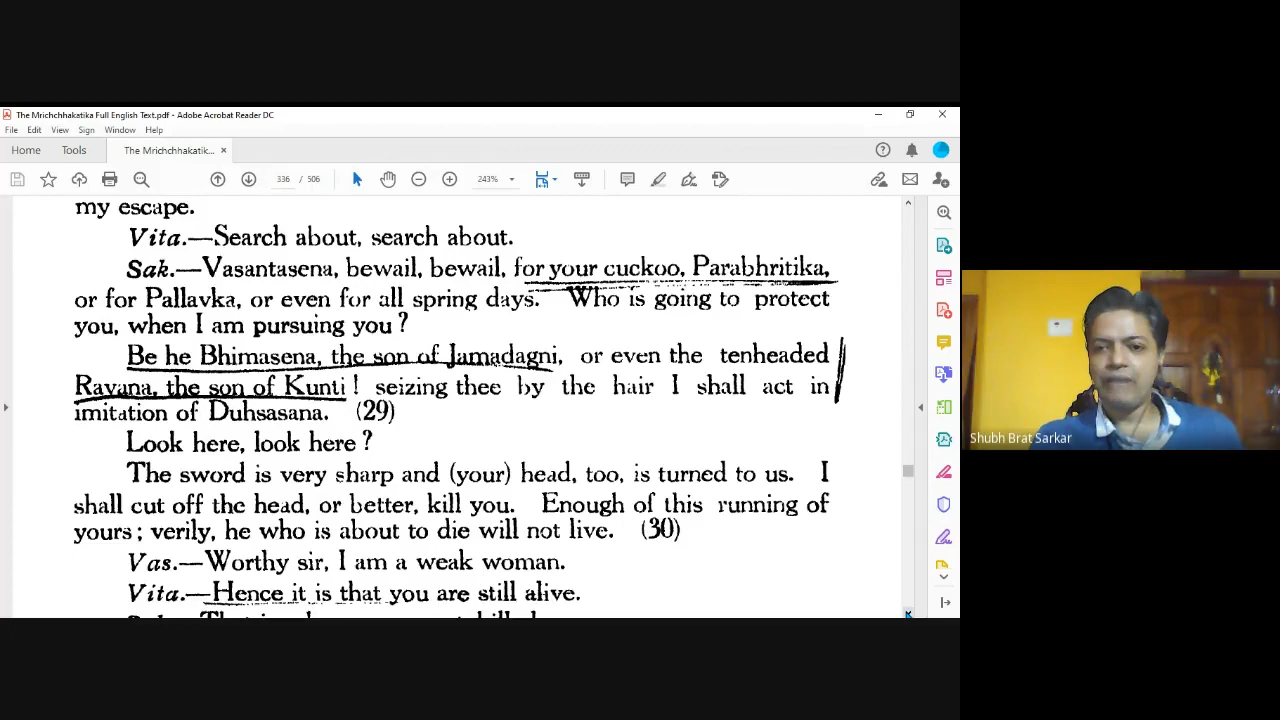 The Mrichchhakatika Full English Text.pdf - Adobe Acrobat Reader DC
File Edit View Sign Window Help
Home Tools The Mrichchhakatik... ×
336 / 506 243%
my escape.
Vita.—Search about, search about.
Sak.—Vasantasena, bewail, bewail, for your cuckoo, Parabhritika,
or for Pallavka, or even for all spring days. Who is going to protect
you, when I am pursuing you ?
Be he Bhimasena, the son of Jamadagni, or even the tenheaded
Ravana, the son of Kunti ! seizing thee by the hair I shall act in
imitation of Duhsasana. (29)
Look here, look here ?
The sword is very sharp and (your) head, too, is turned to us. I
shall cut off the head, or better, kill you. Enough of this running of
yours ; verily, he who is about to die will not live. (30)
Vas.—Worthy sir, I am a weak woman.
Vita.—Hence it is that you are still alive.
Shubh Brat Sarkar